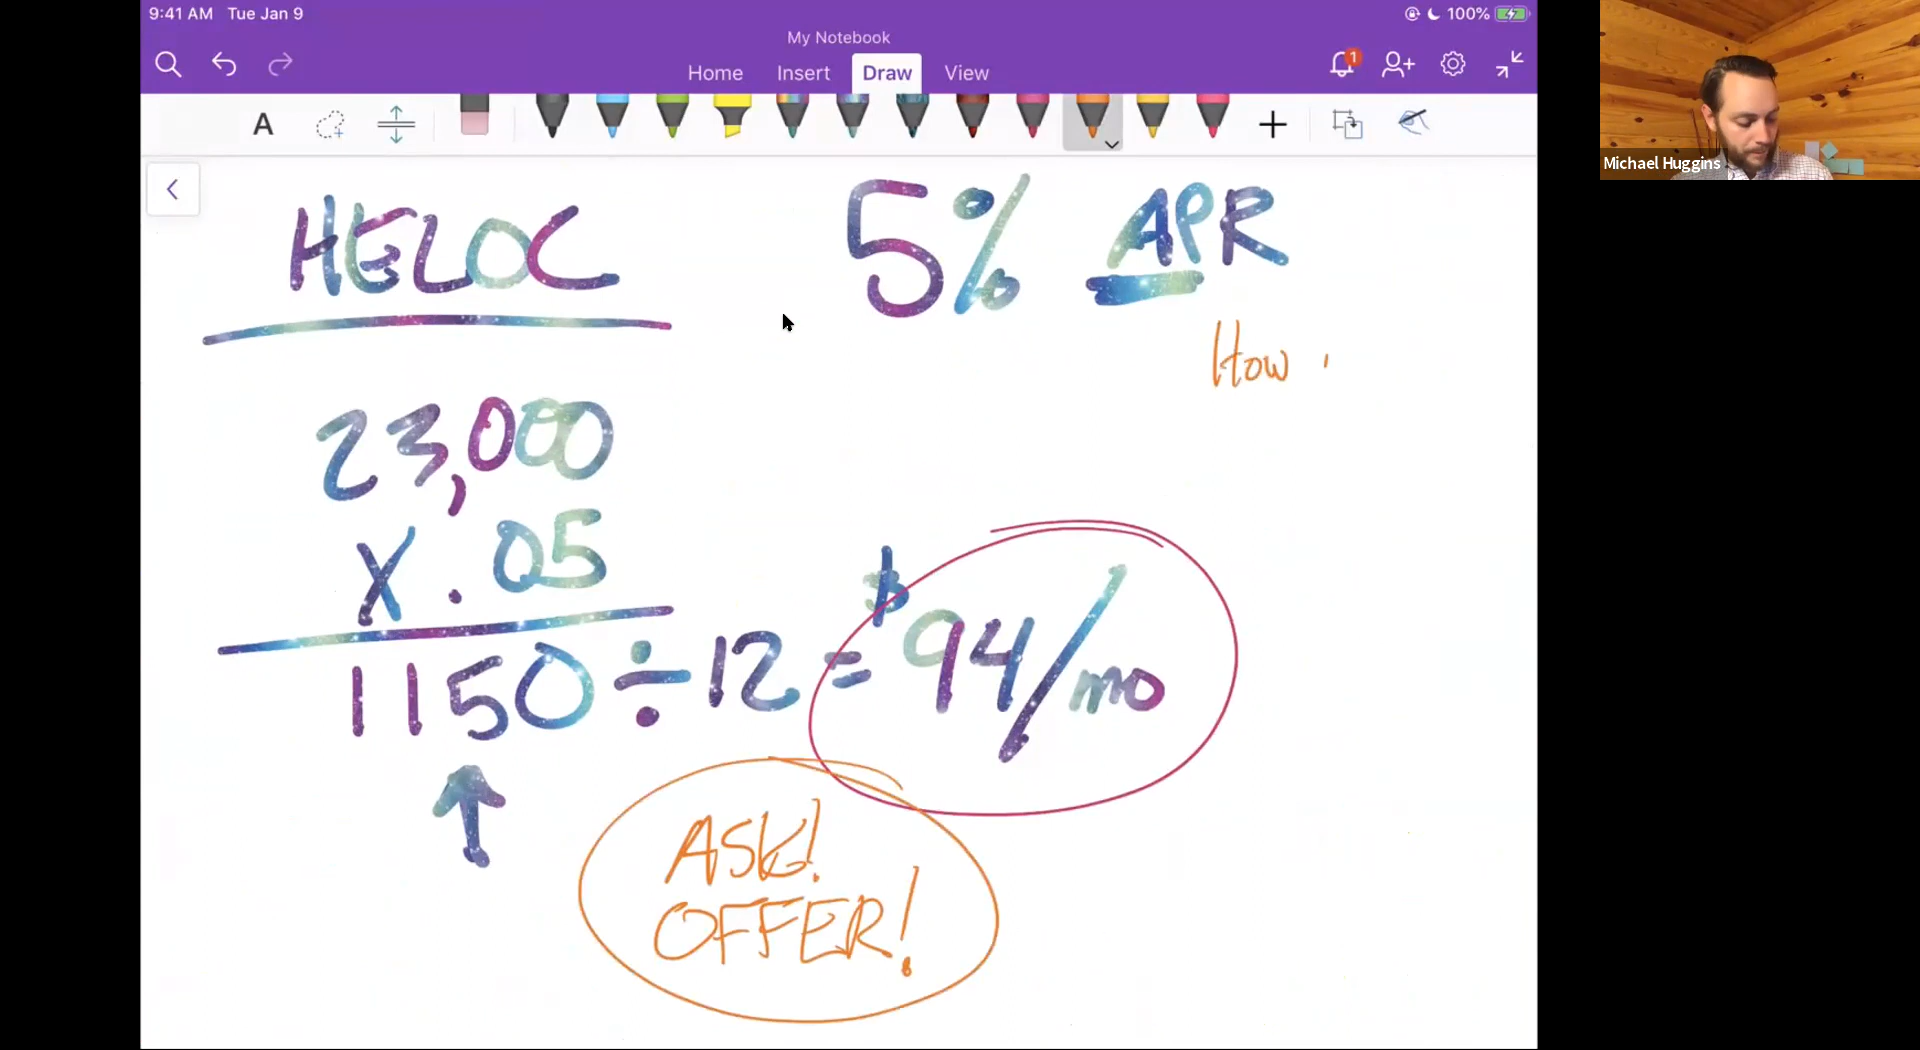 9:41 AM Tue Jan 9
100%
My Notebook
Home Insert Draw View
1
A
HELOC
5% APR
How
23,000
X .05
1150 ÷ 12 = $94/mo
ASK!
OFFER!
Michael Huggins